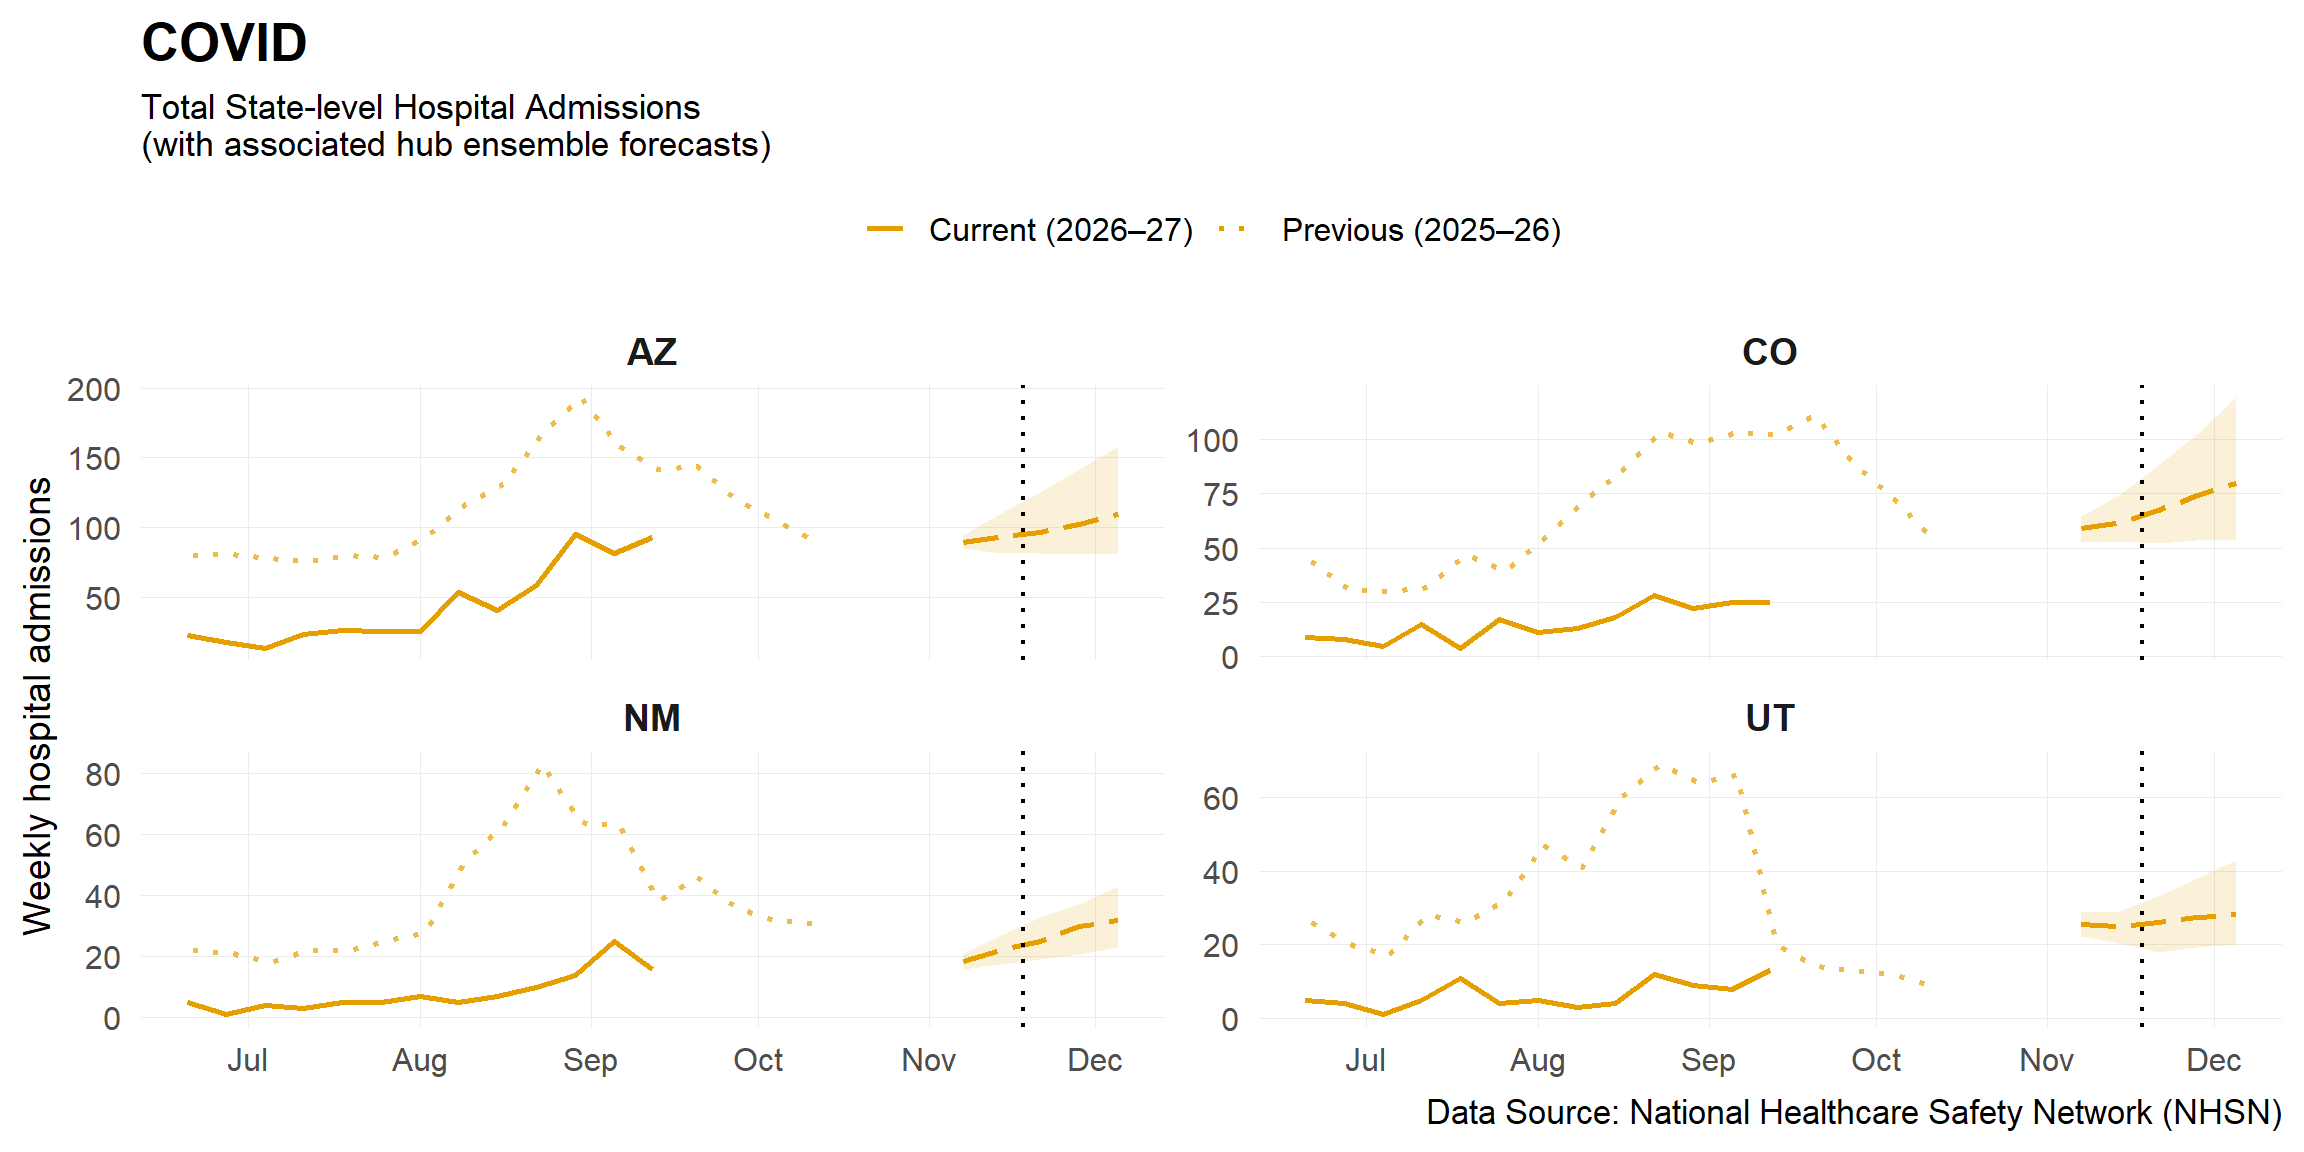 COVID
Total State-level Hospital Admissions
(with associated hub ensemble forecasts)
Current (2026–27)
Previous (2025–26)
Weekly hospital admissions
AZ
200
150
100
50
CO
100
75
50
25
0
NM
80
60
40
20
0
Jul Aug Sep Oct Nov Dec
UT
60
40
20
0
Jul Aug Sep Oct Nov Dec
Data Source: National Healthcare Safety Network (NHSN)